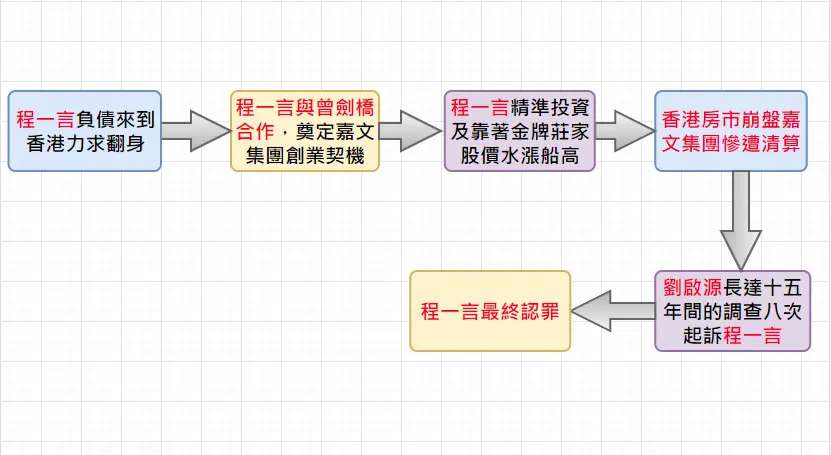 程一言負債來到
香港力求翻身
程一言與曾劍橋
合作，奠定嘉文
集團創業契機
程一言精準投資
及靠著金牌莊家
股價水漲船高
香港房市崩盤嘉
文集團慘遭清算
劉啟源長達十五
年間的調查八次
起訴程一言
程一言最終認罪